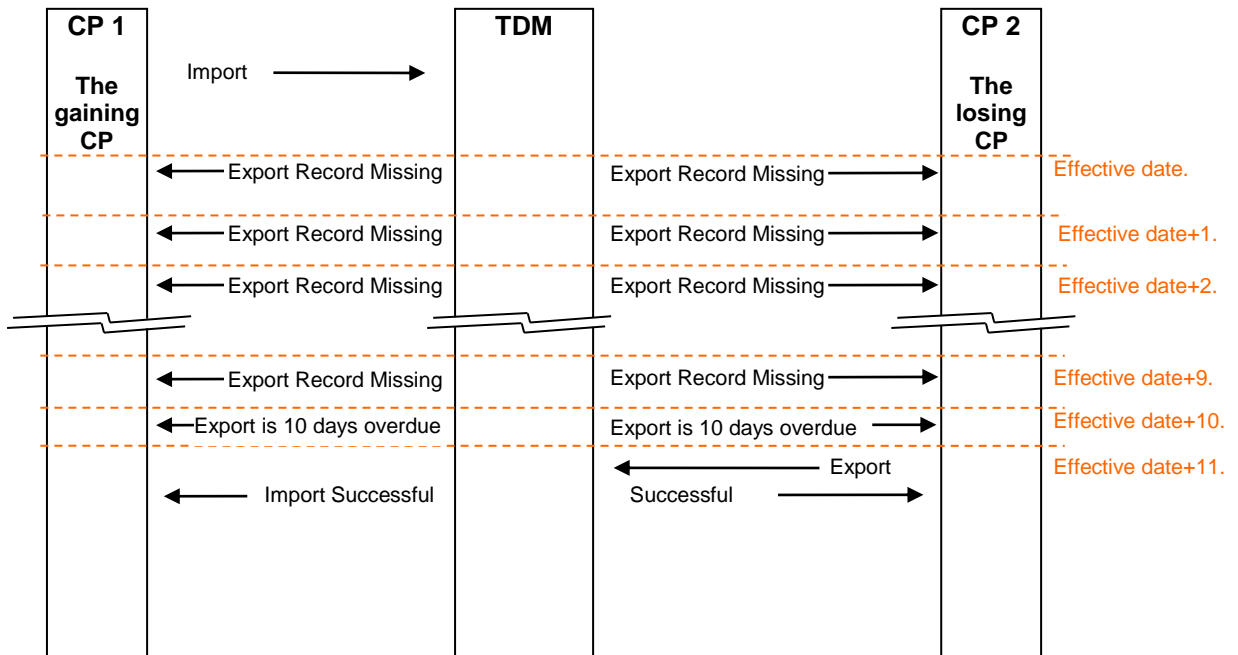 CP 1
TDM
CP 2
The
gaining
CP
Import
The
losing
CP
Export Record Missing
Export Record Missing
Effective date.
Export Record Missing
Export Record Missing
Effective date+1.
Export Record Missing
Export Record Missing
Effective date+2.
Export Record Missing
Export Record Missing
Effective date+9.
Export is 10 days overdue
Export is 10 days overdue
Effective date+10.
Export
Effective date+11.
Import Successful
Successful